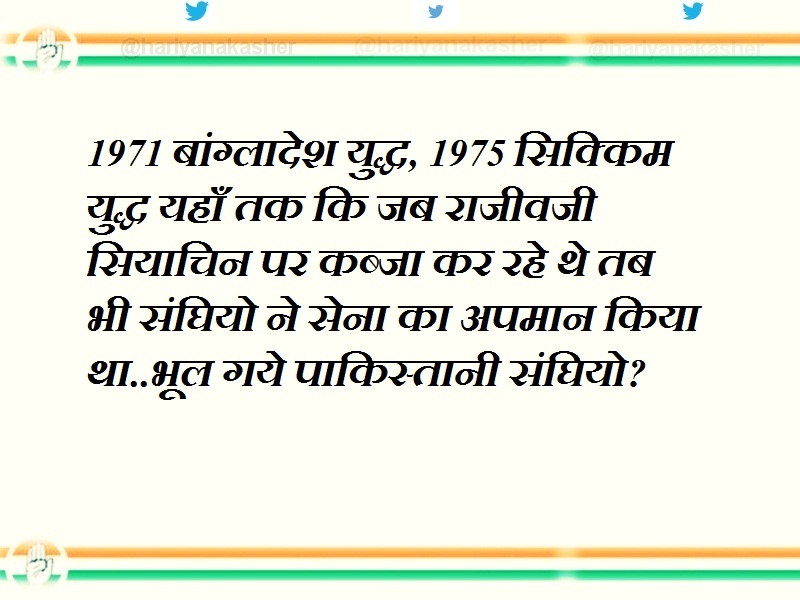 @hariyanakasher @hariyanakasher @hariyanakasher
1971 बांग्लादेश युद्ध, 1975 सिक्किम
युद्ध यहाँ तक कि जब राजीवजी
सियाचिन पर कब्जा कर रहे थे तब
भी संघियो ने सेना का अपमान किया
था..भूल गये पाकिस्तानी संघियो?